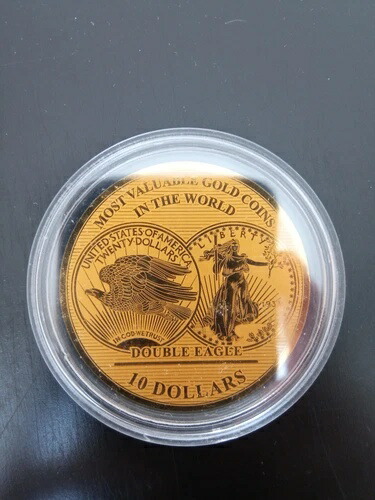 MOST VALUABLE GOLD COINS
IN THE WORLD
UNITED STATES OF AMERICA
TWENTY·DOLLARS
IN·GOD·WE·TRUST
LIBERTY
DOUBLE EAGLE
10 DOLLARS